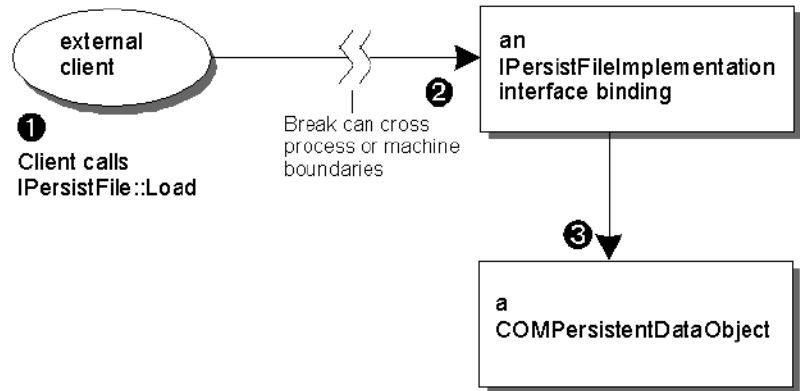 external
client
❶
Client calls
IPersistFile::Load
Break can cross
process or machine
boundaries
❷
an
IPersistFileImplementation
interface binding
❸
a
COMPersistentDataObject